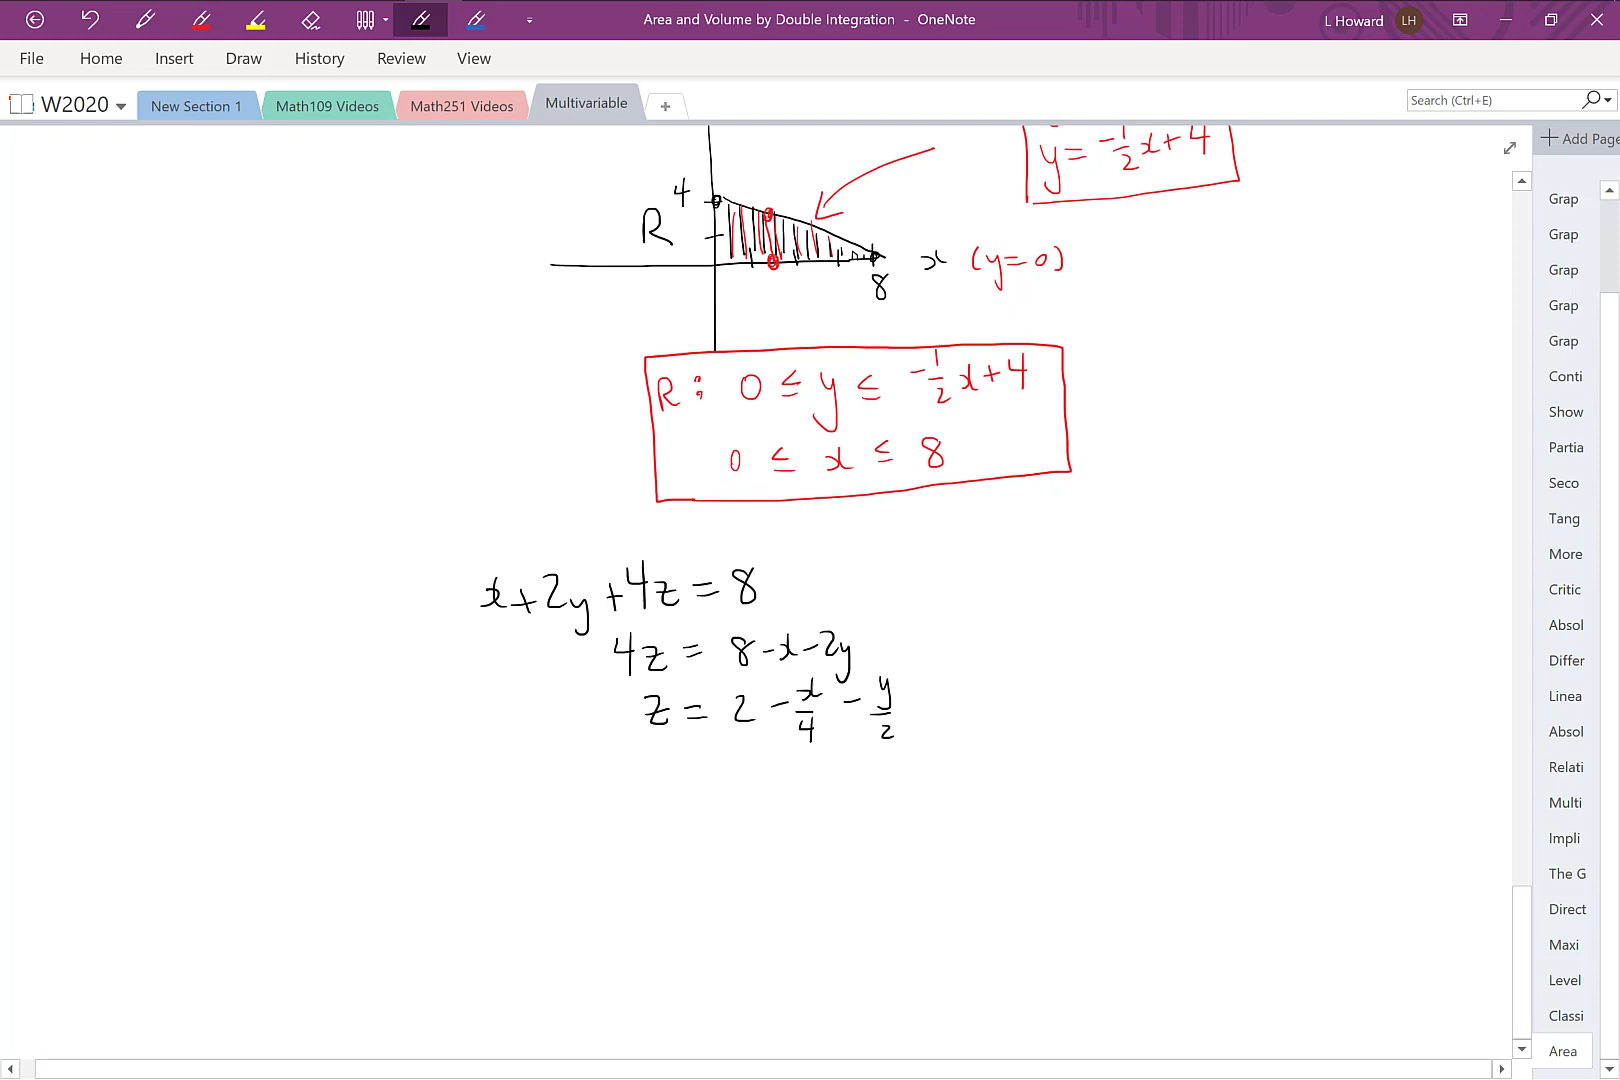 Area and Volume by Double Integration - OneNote
L Howard LH
File Home Insert Draw History Review View
W2020 New Section 1 Math109 Videos Math251 Videos Multivariable + Search (Ctrl+E)
Add Page
y = -1/2 x + 4
4
R
x (y=0)
8
R: 0 ≤ y ≤ -1/2 x + 4
0 ≤ x ≤ 8
x + 2y + 4z = 8
4z = 8 - x - 2y
z = 2 - x/4 - y/2
Grap
Grap
Grap
Grap
Grap
Conti
Show
Partia
Seco
Tang
More
Critic
Absol
Differ
Linea
Absol
Relati
Multi
Impli
The G
Direct
Maxi
Level
Classi
Area